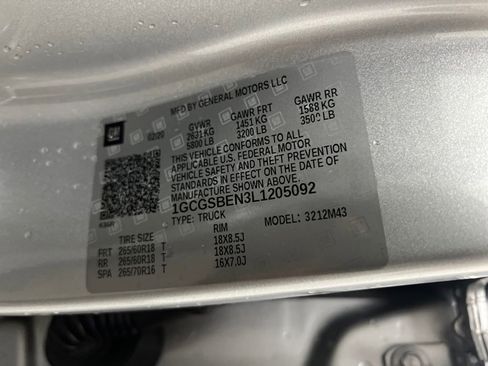 MFD BY GENERAL MOTORS LLC
GM 02/20 GVWR GAWR FRT GAWR RR
2631 KG 1451 KG 1588 KG
5800 LB 3200 LB 3500 LB
THIS VEHICLE CONFORMS TO ALL
APPLICABLE U.S. FEDERAL MOTOR
VEHICLE SAFETY AND THEFT PREVENTION
STANDARDS IN EFFECT ON THE DATE OF
MANUFACTURE SHOWN ABOVE.
1GCGSBEN3L1205092
TYPE: TRUCK MODEL: 3212M43
TIRE SIZE RIM
FRT 265/60R18 T 18X8.5J
RR 265/60R18 T 18X8.5J
SPA 265/70R16 T 16X7.0J